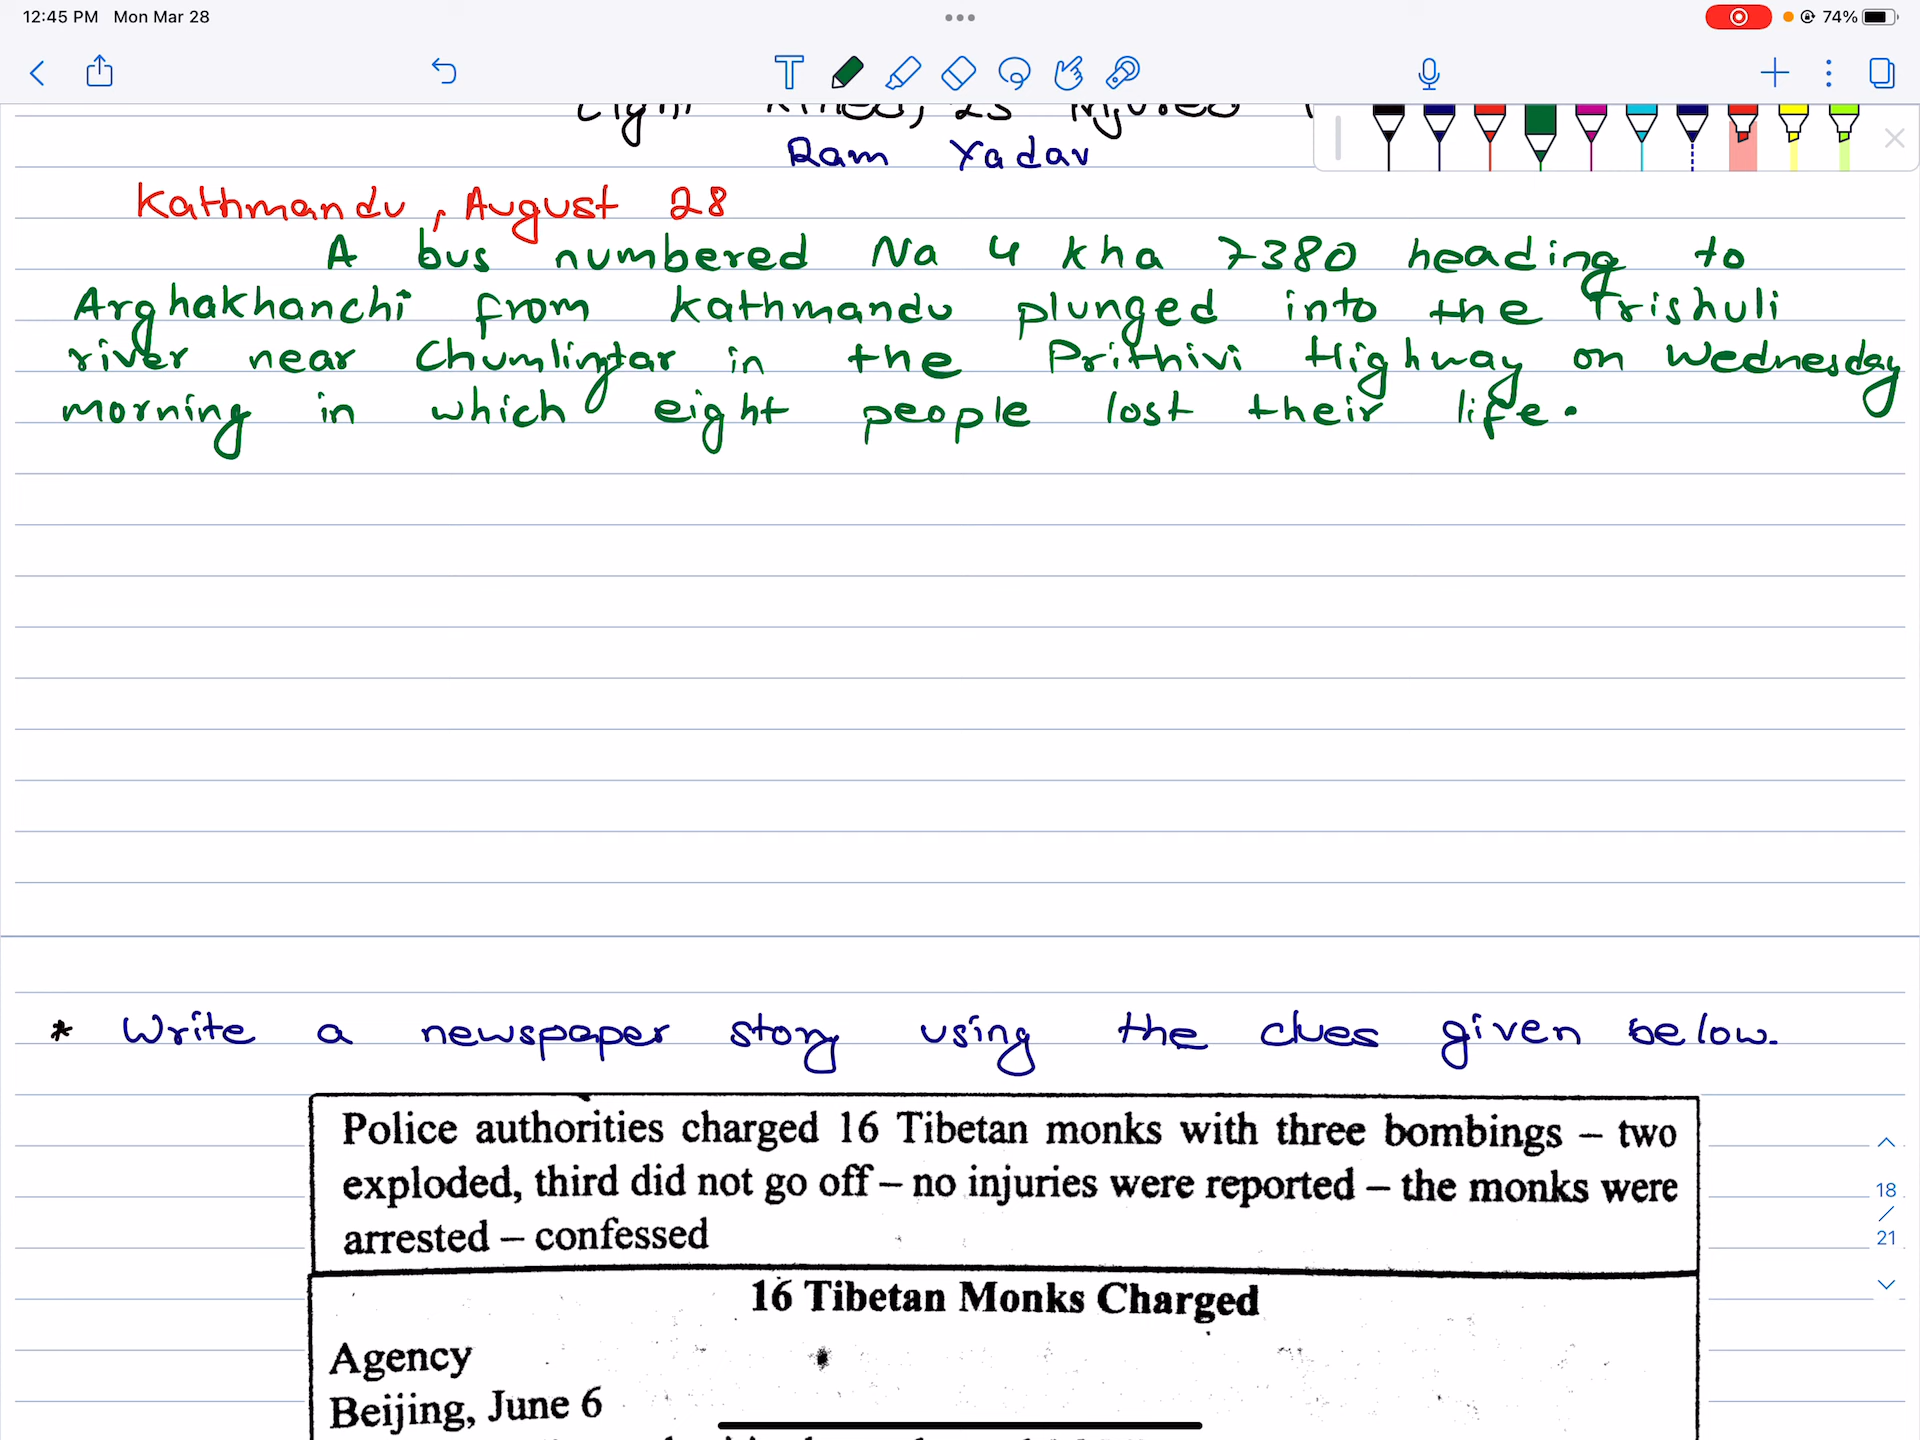 12:45 PM Mon Mar 28
74%
Eight killed, 23 injured
Ram Yadav
Kathmandu, August 28
A bus numbered Na 4 kha 7380 heading to
Arghakhanchi from Kathmandu plunged into the Trishuli
river near Chumlingtar in the Prithivi Highway on Wednesday
morning in which eight people lost their life.
* Write a newspaper story using the clues given below.
Police authorities charged 16 Tibetan monks with three bombings – two
exploded, third did not go off – no injuries were reported – the monks were
arrested – confessed
18
/
21
16 Tibetan Monks Charged
Agency
Beijing, June 6